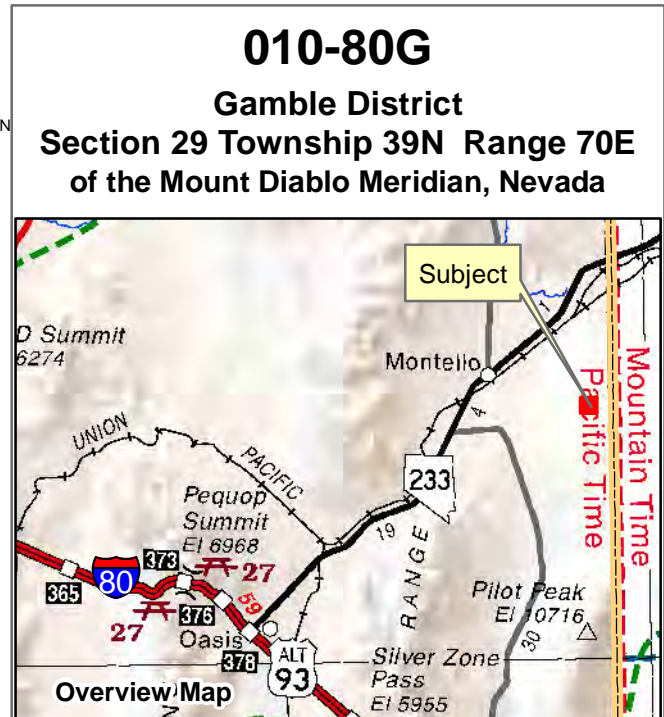 010-80G
Gamble District
Section 29 Township 39N Range 70E
of the Mount Diablo Meridian, Nevada
N
Subject
D Summit
6274
Montello
1
4
Mountain Time
Pacific Time
UNION
PACIFIC
233
19
RANGE
Pequop
Summit
El 6968
27
373
80
365
376
59
27
Oasis
378
ALT
93
Pilot Peak
El 10716
30
Silver Zone
Pass
El 5955
Overview Map